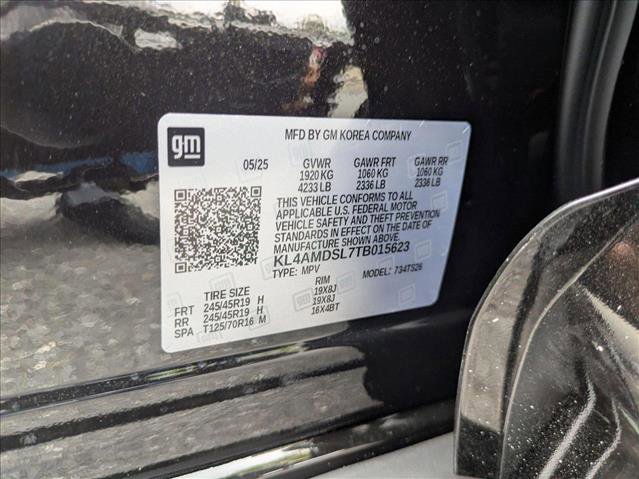 gm
MFD BY GM KOREA COMPANY
05/25 GVWR GAWR FRT GAWR RR
1920 KG 1060 KG 1060 KG
4233 LB 2336 LB 2336 LB
THIS VEHICLE CONFORMS TO ALL
APPLICABLE U.S. FEDERAL MOTOR
VEHICLE SAFETY AND THEFT PREVENTION
STANDARDS IN EFFECT ON THE DATE OF
MANUFACTURE SHOWN ABOVE.
KL4AMDSL7TB015623
TYPE: MPV MODEL: 734TS26
TIRE SIZE RIM
FRT 245/45R19 H 19X8J
RR 245/45R19 H 19X8J
SPA T125/70R16 M 16X4BT